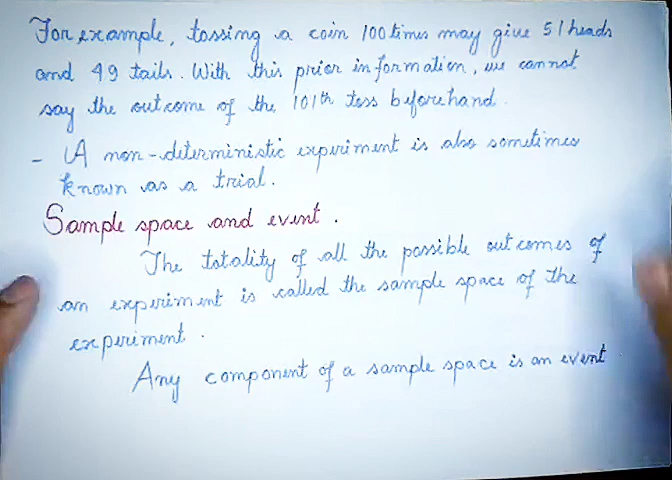 For example, tossing a coin 100 times may give 51 heads
and 49 tails. With this prior information, we cannot
say the outcome of the 101th toss beforehand.
- A non-deterministic experiment is also sometimes
known as a trial.
Sample space and event.
The totality of all the possible outcomes of
an experiment is called the sample space of the
experiment.
Any component of a sample space is an event